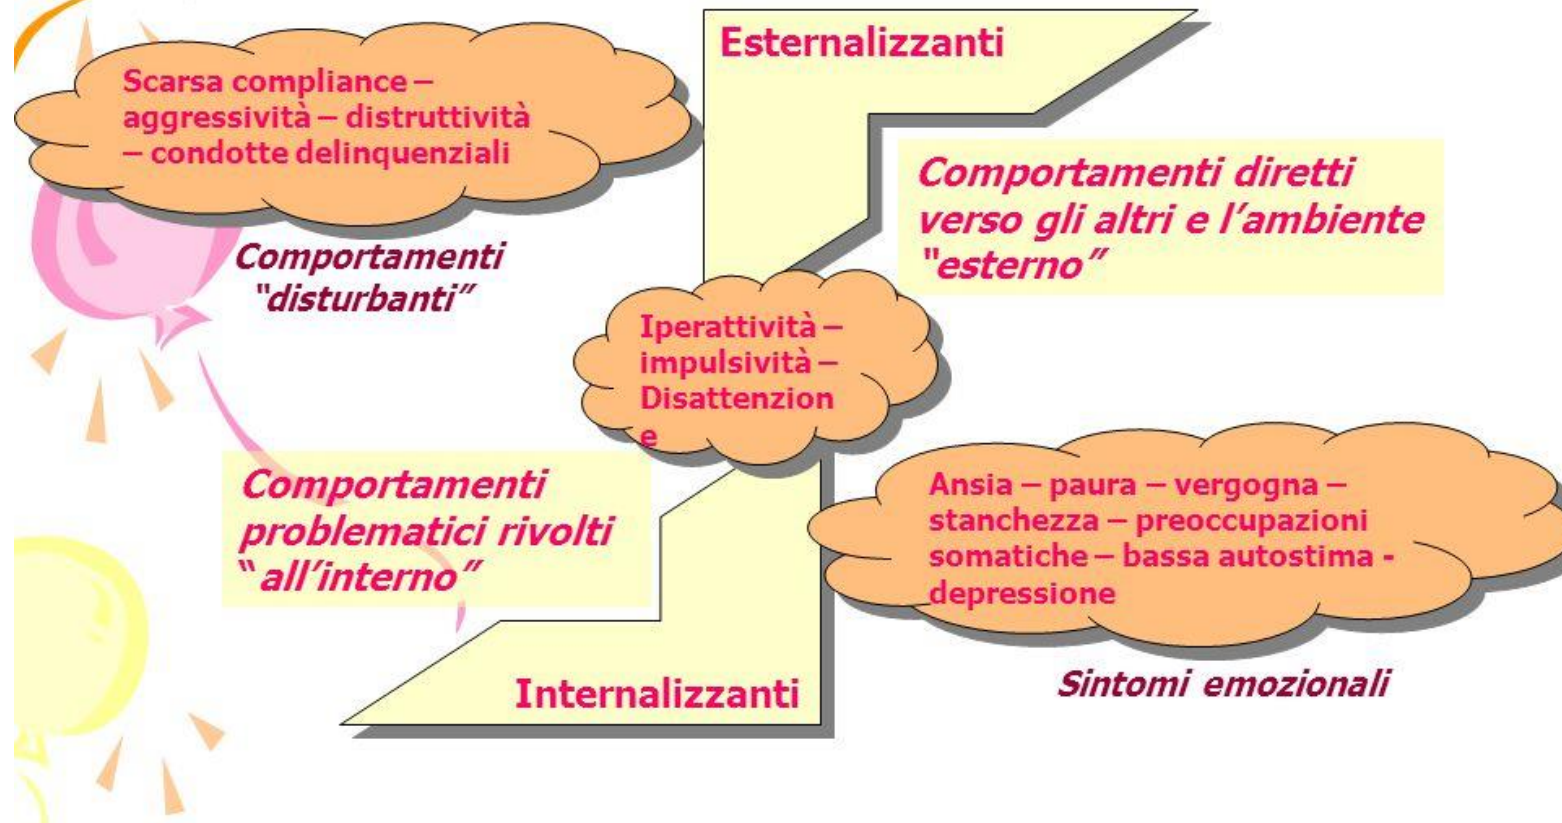 Esternalizzanti
Scarsa compliance –
aggressività – distruttività
– condotte delinquenziali
Comportamenti
"disturbanti"
Comportamenti diretti
verso gli altri e l'ambiente
"esterno"
Iperattività –
impulsività –
Disattenzion
e
Comportamenti
problematici rivolti
"all'interno"
Ansia – paura – vergogna –
stanchezza – preoccupazioni
somatiche – bassa autostima -
depressione
Sintomi emozionali
Internalizzanti